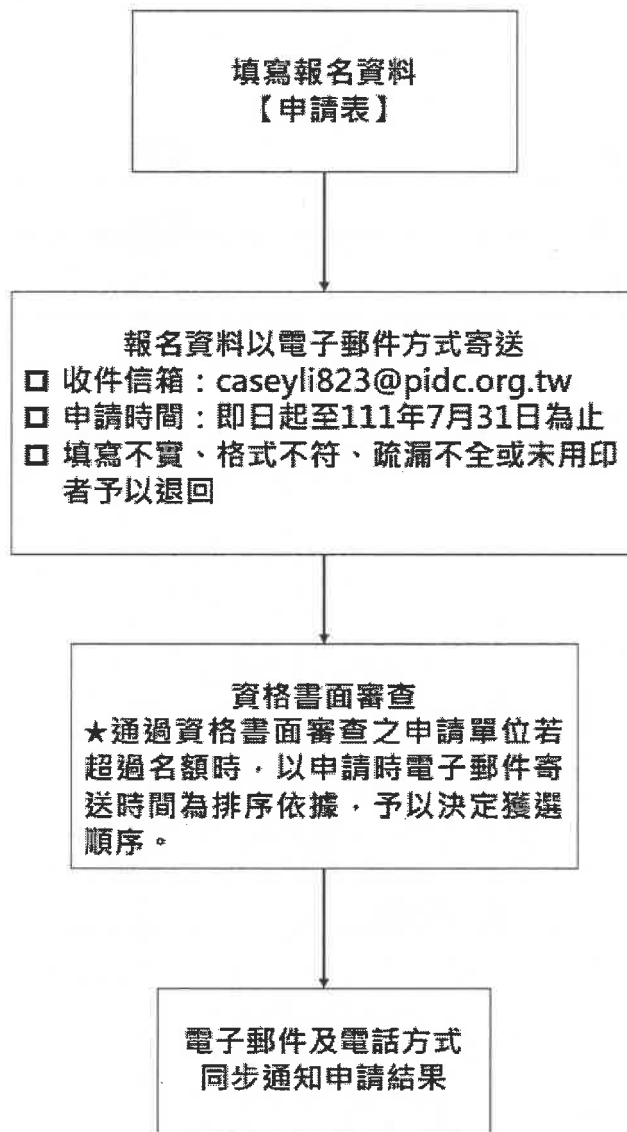 填寫報名資料
【申請表】
報名資料以電子郵件方式寄送
收件信箱：caseyli823@pidc.org.tw
申請時間：即日起至111年7月31日為止
填寫不實、格式不符、疏漏不全或未用印
者予以退回
資格書面審查
★通過資格書面審查之申請單位若
超過名額時，以申請時電子郵件寄
送時間為排序依據，予以決定獲選
順序。
電子郵件及電話方式
同步通知申請結果